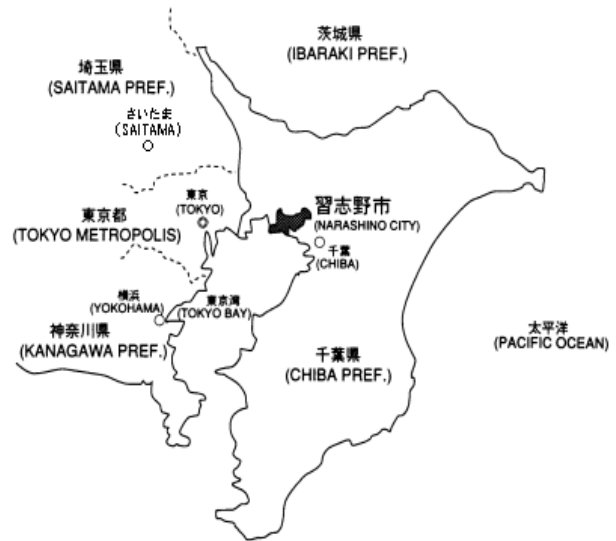 茨城県
(IBARAKI PREF.)
埼玉県
(SAITAMA PREF.)
さいたま
(SAITAMA)
東京
(TOKYO)
習志野市
(NARASHINO CITY)
東京都
(TOKYO METROPOLIS)
千葉
(CHIBA)
横浜
(YOKOHAMA)
東京湾
(TOKYO BAY)
神奈川県
(KANAGAWA PREF.)
太平洋
(PACIFIC OCEAN)
千葉県
(CHIBA PREF.)